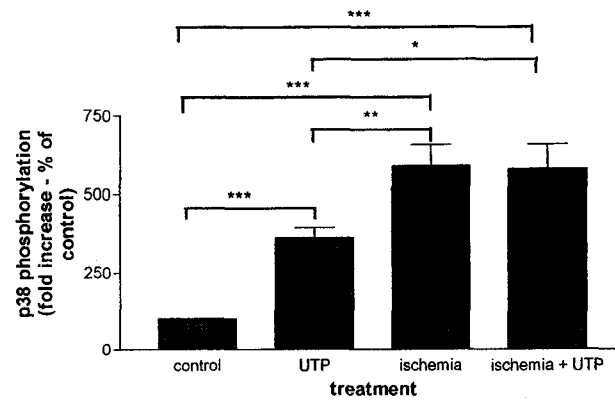 ***
*
***
**
***
750
500
250
0
p38 phosphorylation
(fold increase - % of
control)
control UTP ischemia ischemia + UTP
treatment